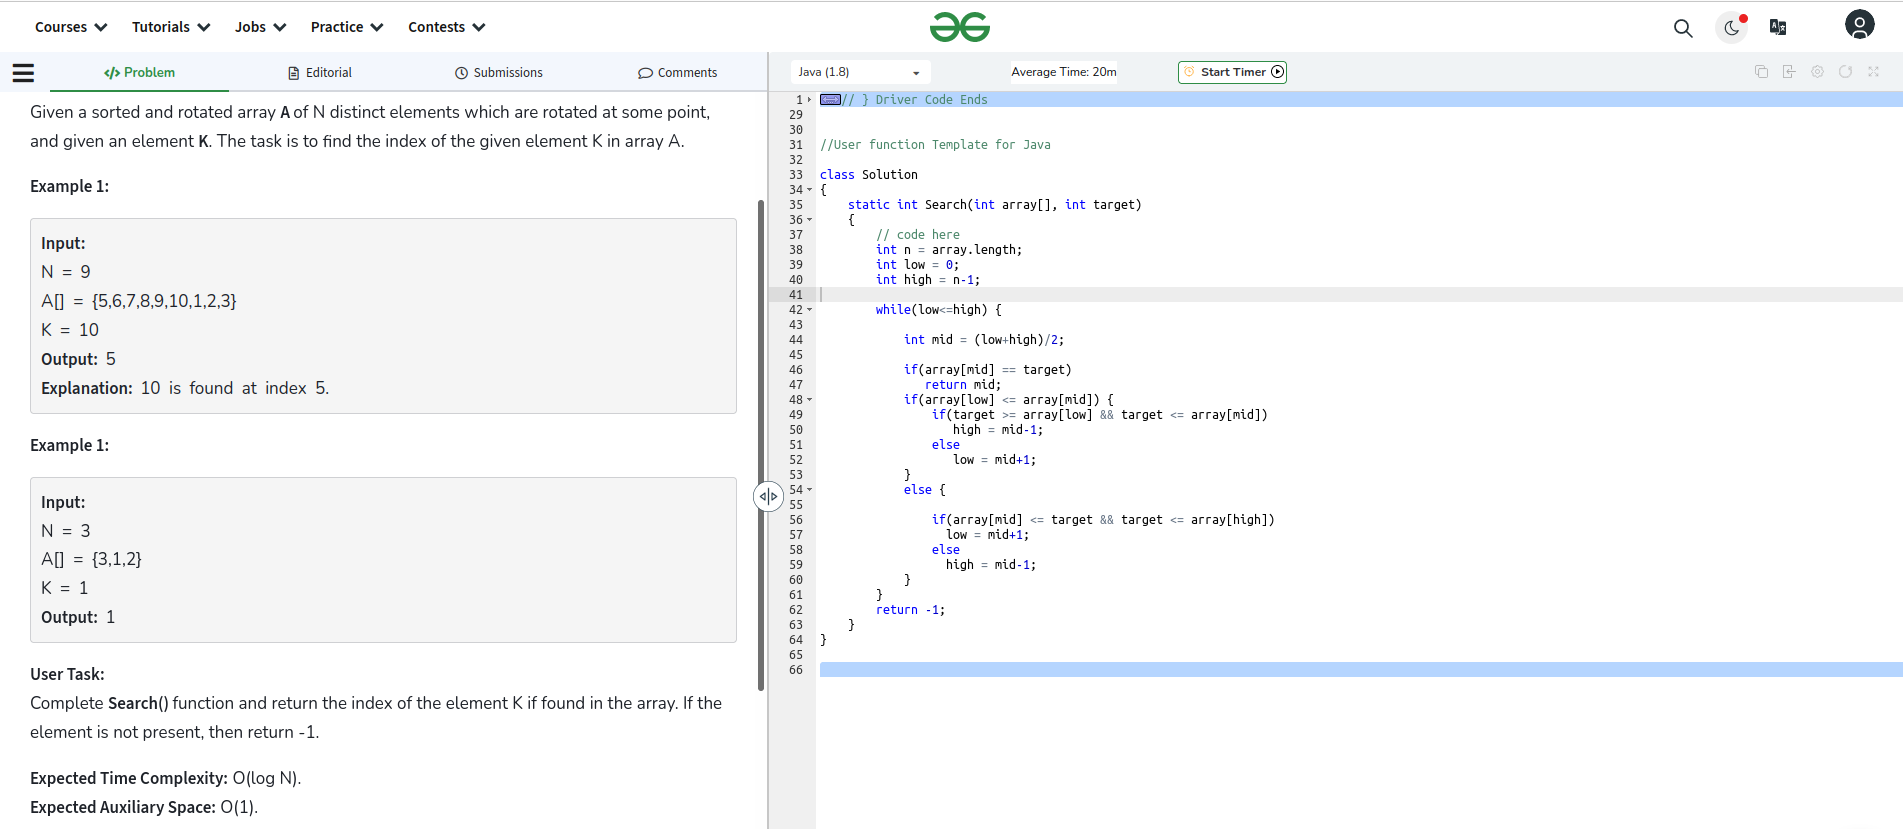 Courses Tutorials Jobs Practice Contests
Problem Editorial Submissions Comments
Given a sorted and rotated array A of N distinct elements which are rotated at some point,
and given an element K. The task is to find the index of the given element K in array A.
Example 1:
Input:
N = 9
A[] = {5,6,7,8,9,10,1,2,3}
K = 10
Output: 5
Explanation: 10 is found at index 5.
Example 1:
Input:
N = 3
A[] = {3,1,2}
K = 1
Output: 1
User Task:
Complete Search() function and return the index of the element K if found in the array. If the
element is not present, then return -1.
Expected Time Complexity: O(log N).
Expected Auxiliary Space: O(1).
Java (1.8) Average Time: 20m Start Timer
1 // } Driver Code Ends
29
30
31 //User function Template for Java
32
33 class Solution
34 {
35     static int Search(int array[], int target)
36     {
37         // code here
38         int n = array.length;
39         int low = 0;
40         int high = n-1;
41
42         while(low<=high) {
43
44             int mid = (low+high)/2;
45
46             if(array[mid] == target)
47                return mid;
48             if(array[low] <= array[mid]) {
49                 if(target >= array[low] && target <= array[mid])
50                    high = mid-1;
51                 else
52                    low = mid+1;
53             }
54             else {
55
56                 if(array[mid] <= target && target <= array[high])
57                   low = mid+1;
58                 else
59                   high = mid-1;
60             }
61         }
62         return -1;
63     }
64 }
65
66